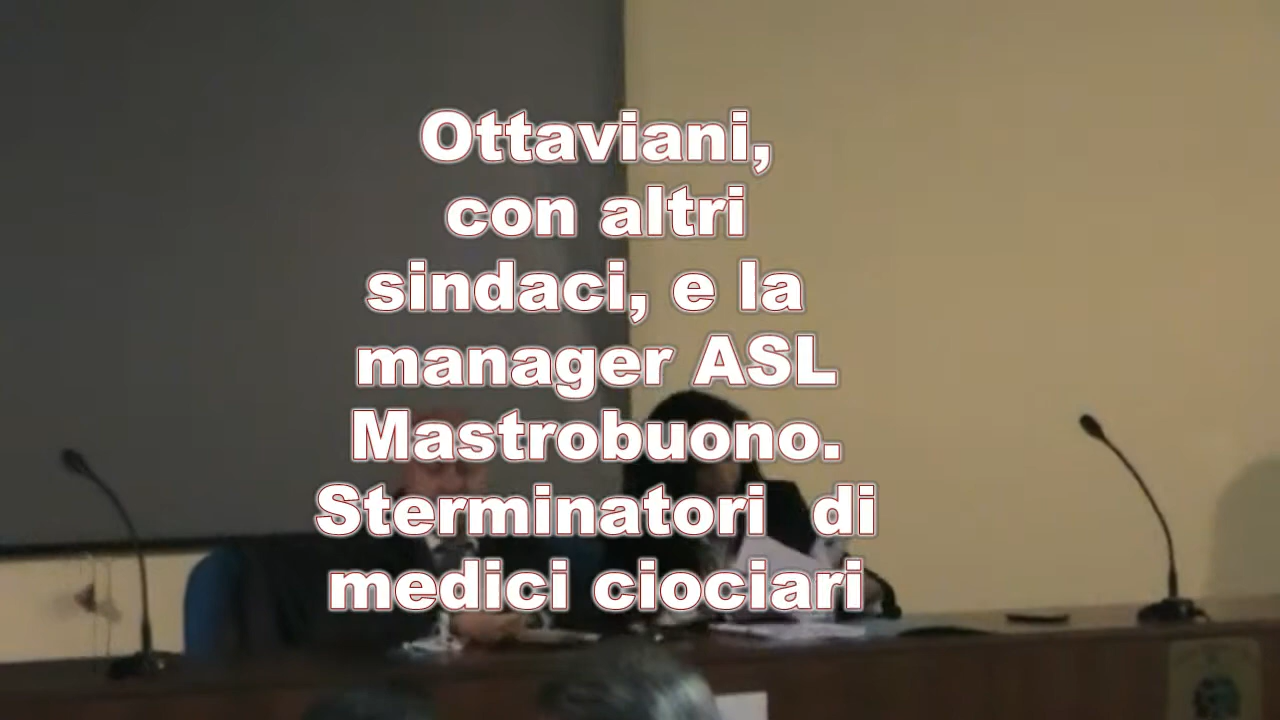 Ottaviani,
con altri
sindaci, e la
manager ASL
Mastrobuono.
Sterminatori di
medici ciociari